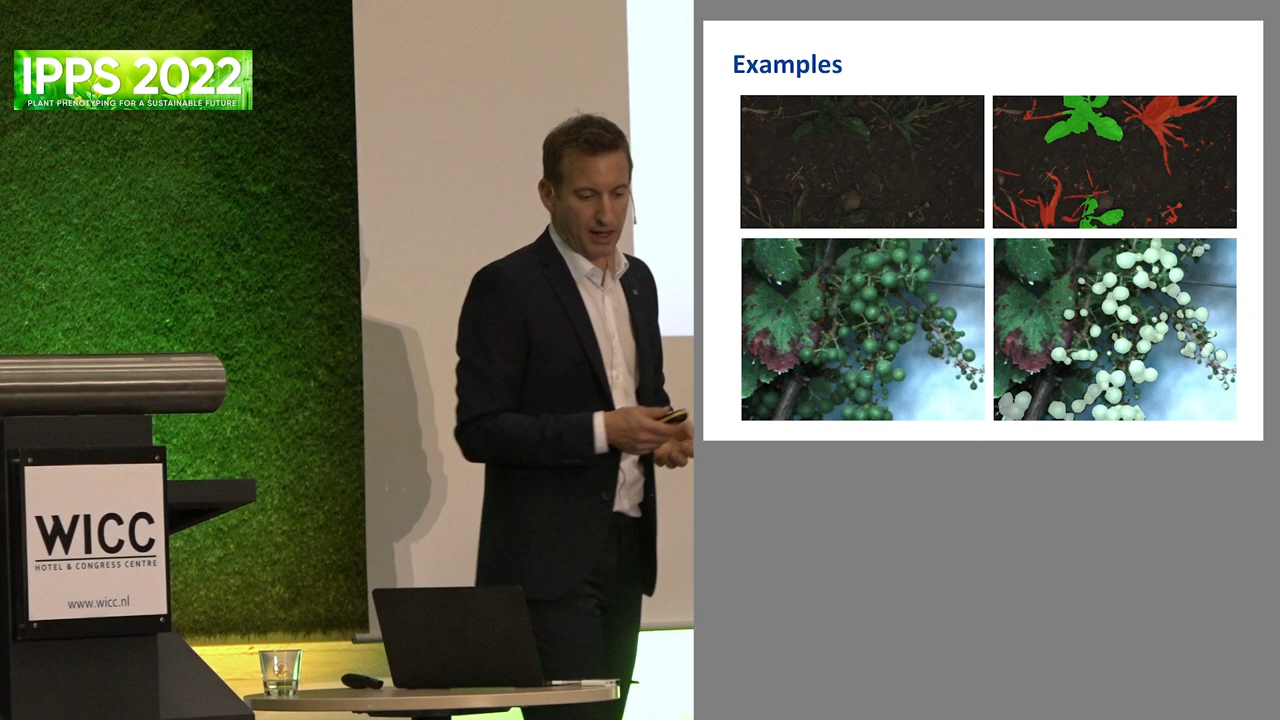 IPPS 2022
PLANT PHENOTYPING FOR A SUSTAINABLE FUTURE
Examples
WICC
HOTEL & CONGRESS CENTRE
www.wicc.nl